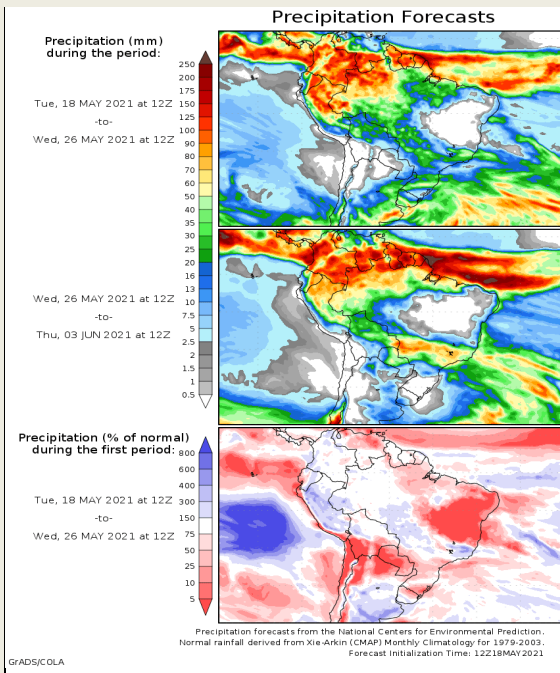 Precipitation Forecasts
Precipitation (mm)
during the period:
Tue, 18 MAY 2021 at 12Z
-to-
Wed, 26 MAY 2021 at 12Z
250
200
175
150
125
100
90
80
70
60
50
40
35
30
25
20
16
13
10
7.5
5
2.5
2
1.5
1
0.5
Wed, 26 MAY 2021 at 12Z
-to-
Thu, 03 JUN 2021 at 12Z
Precipitation (% of normal)
during the first period:
Tue, 18 MAY 2021 at 12Z
-to-
Wed, 26 MAY 2021 at 12Z
800
600
400
300
150
75
50
25
10
5
Precipitation forecasts from the National Centers for Environmental Prediction.
Normal rainfall derived from Xie-Arkin (CMAP) Monthly Climatology for 1979-2003.
Forecast Initialization Time: 12Z18MAY2021
GrADS/COLA